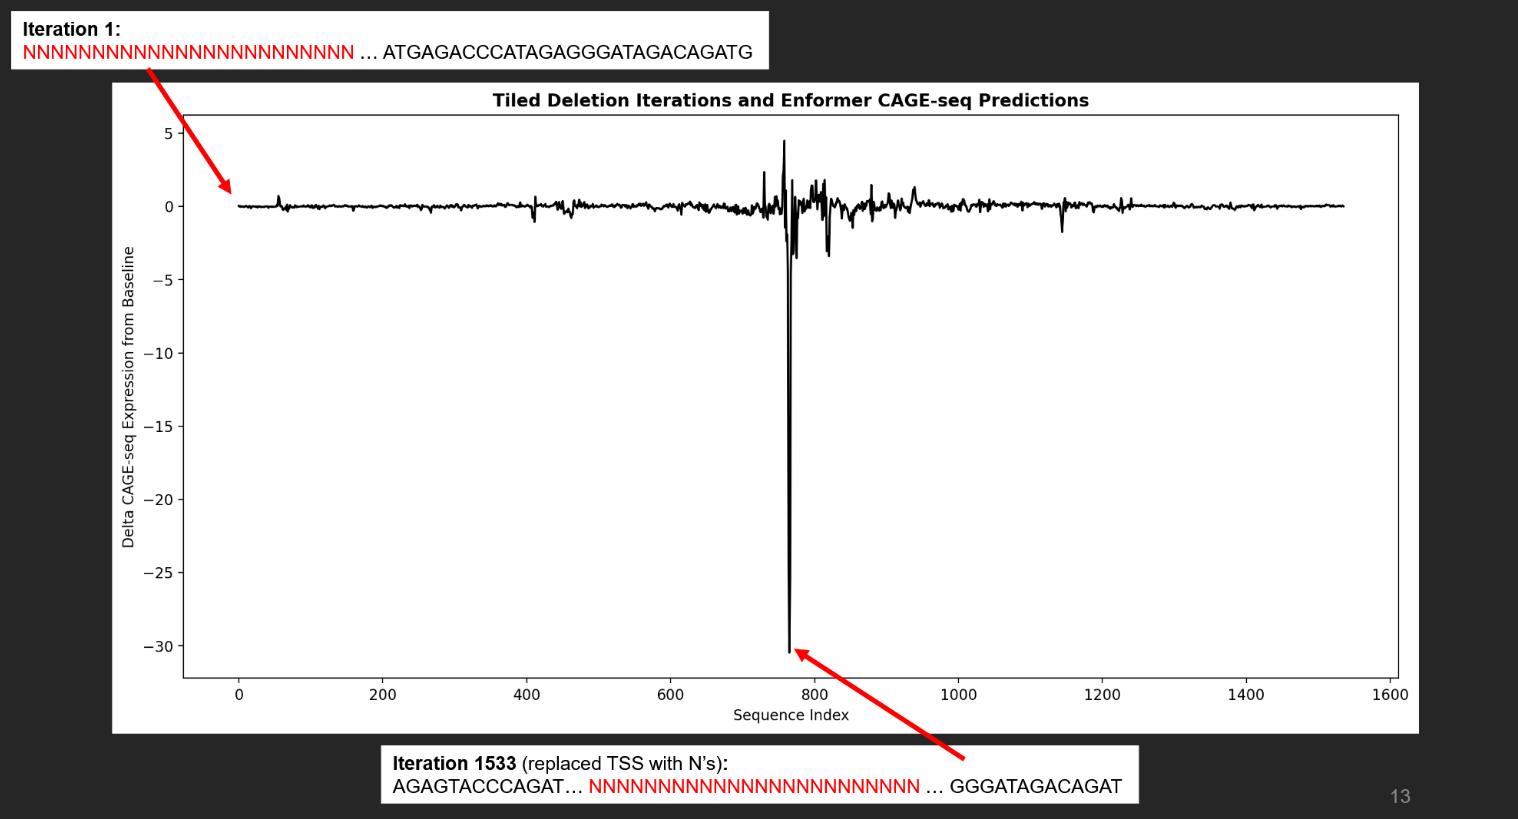 Iteration 1:
NNNNNNNNNNNNNNNNNNNNNNNN … ATGAGACCCATAGAGGGATAGACAGATG
Tiled Deletion Iterations and Enformer CAGE-seq Predictions
Delta CAGE-seq Expression from Baseline
5
0
−5
−10
−15
−20
−25
−30
0 200 400 600 800 1000 1200 1400 1600
Sequence Index
Iteration 1533 (replaced TSS with N's):
AGAGTACCCAGAT… NNNNNNNNNNNNNNNNNNNNNNNN … GGGATAGACAGAT
13